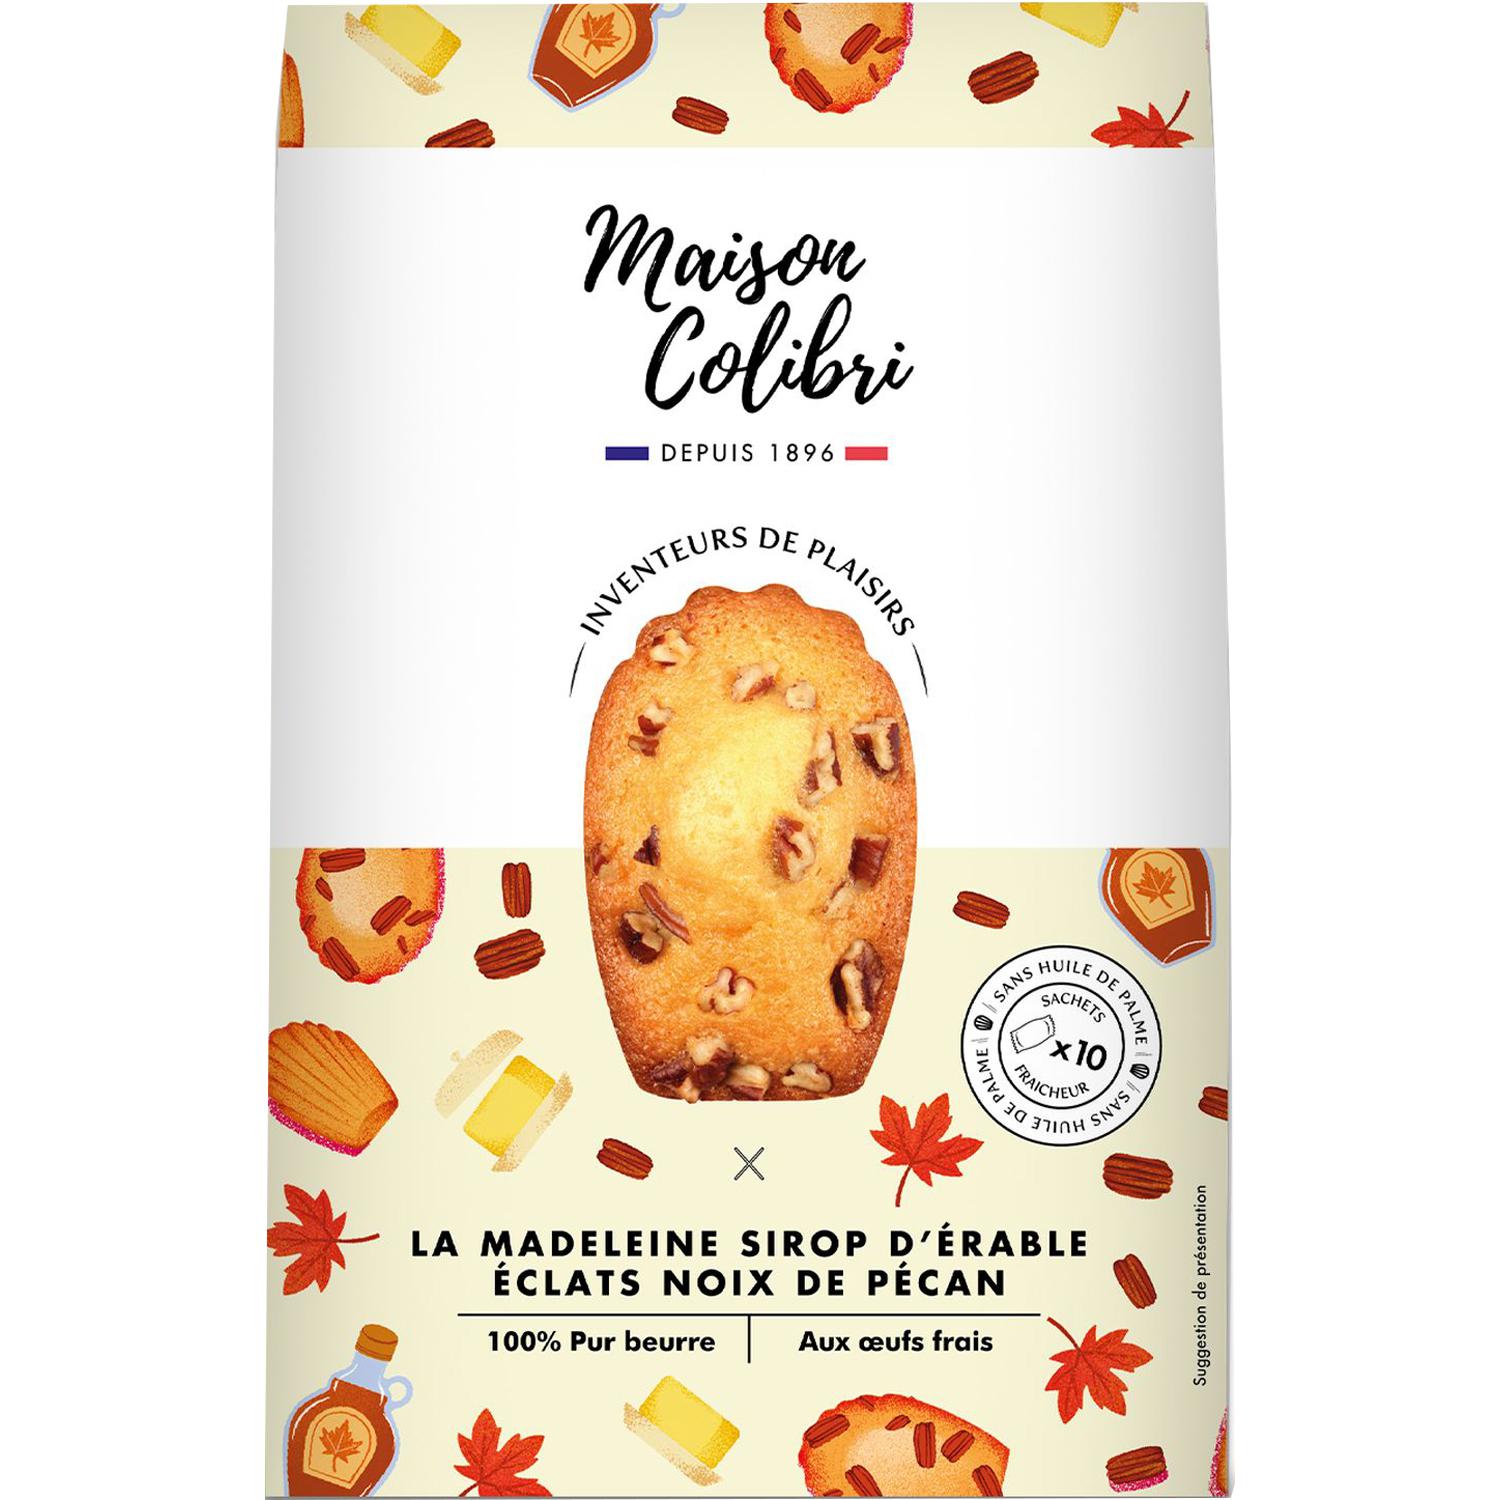 Maison
Colibri
DEPUIS 1896
INVENTEURS DE PLAISIRS
SANS HUILE DE PALME
SANS HUILE DE PALME
SACHETS
x10
FRAICHEUR
LA MADELEINE SIROP D'ÉRABLE
ÉCLATS NOIX DE PÉCAN
100% Pur beurre
Aux œufs frais
Suggestion de présentation